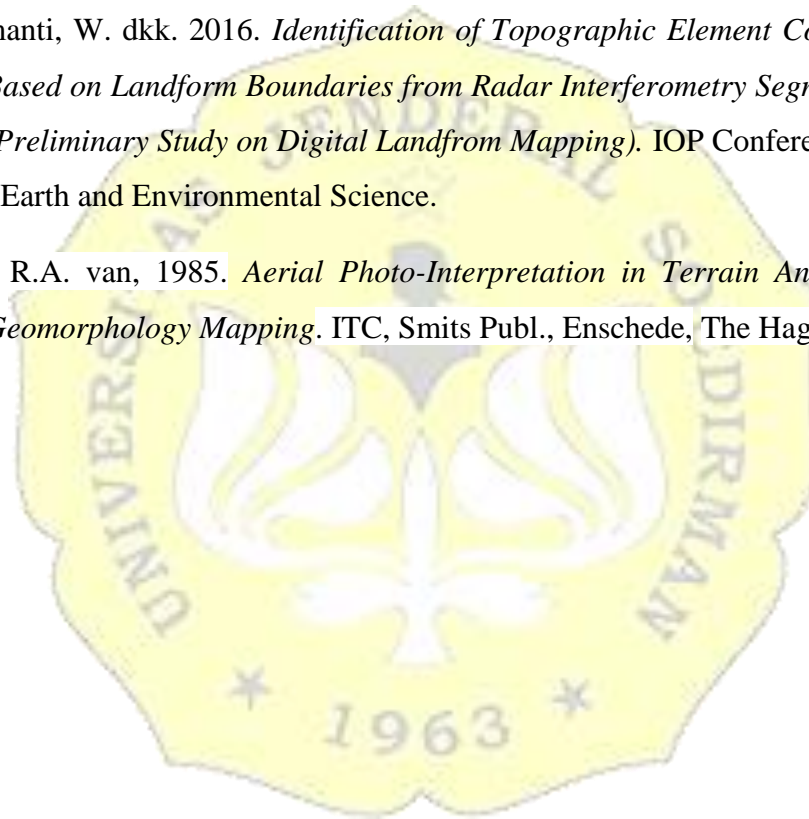 nanti, W. dkk. 2016. Identification of Topographic Element Co
Based on Landform Boundaries from Radar Interferometry Segr
Preliminary Study on Digital Landfrom Mapping). IOP Confere
Earth and Environmental Science.
R.A. van, 1985. Aerial Photo-Interpretation in Terrain An
Geomorphology Mapping. ITC, Smits Publ., Enschede, The Hag
UNIVERSITAS JENDERAL SOEDIRMAN
★ 1963 ★